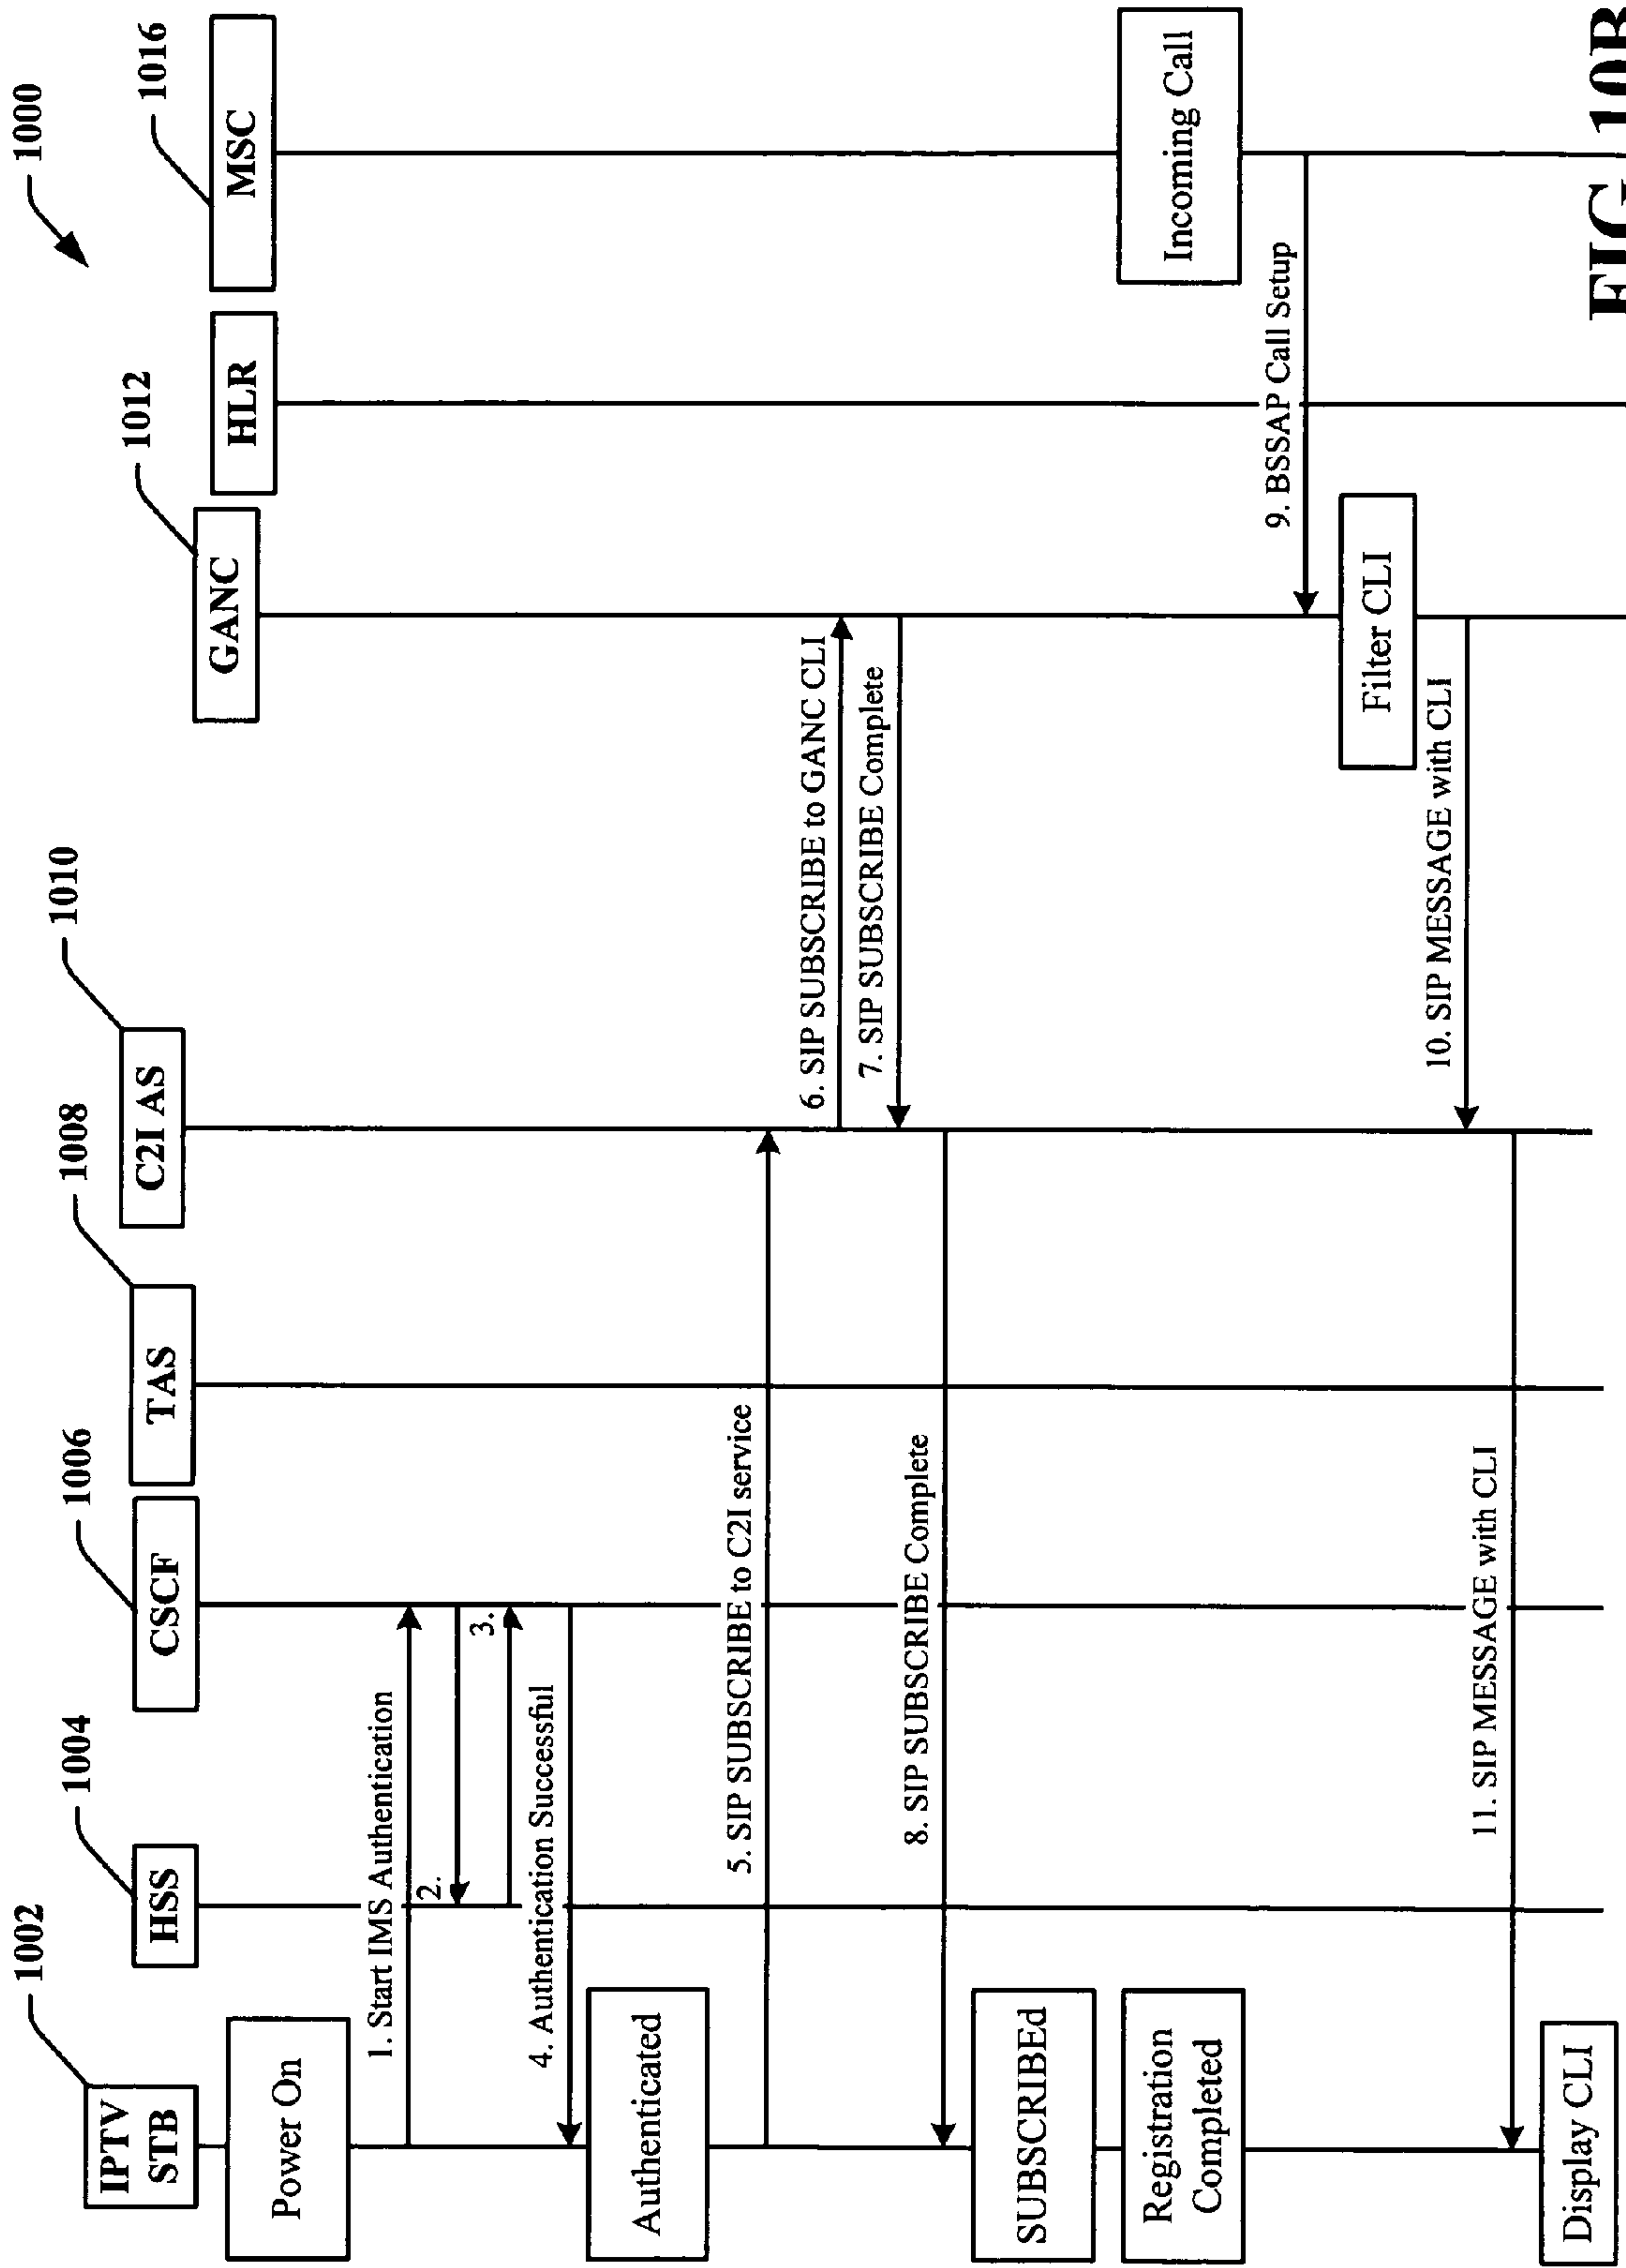 1000
1002
1004
1006
1008
1010
1012
1016
IPTV
STB
HSS
CSCF
TAS
C2I AS
GANC
HLR
MSC
Power On
1. Start IMS Authentication
2.
3.
4. Authentication Successful
Authenticated
5. SIP SUBSCRIBE to C2I service
6. SIP SUBSCRIBE to GANC CLI
7. SIP SUBSCRIBE Complete
8. SIP SUBSCRIBE Complete
SUBSCRIBEd
Registration
Completed
Incoming Call
9. BSSAP Call Setup
Filter CLI
10. SIP MESSAGE with CLI
11. SIP MESSAGE with CLI
Display CLI
FIG. 10B